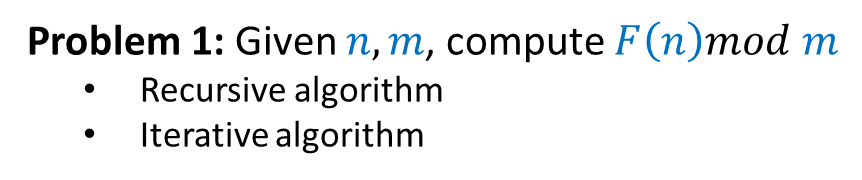 Problem 1: Given n, m, compute F(n)mod m
• Recursive algorithm
• Iterative algorithm